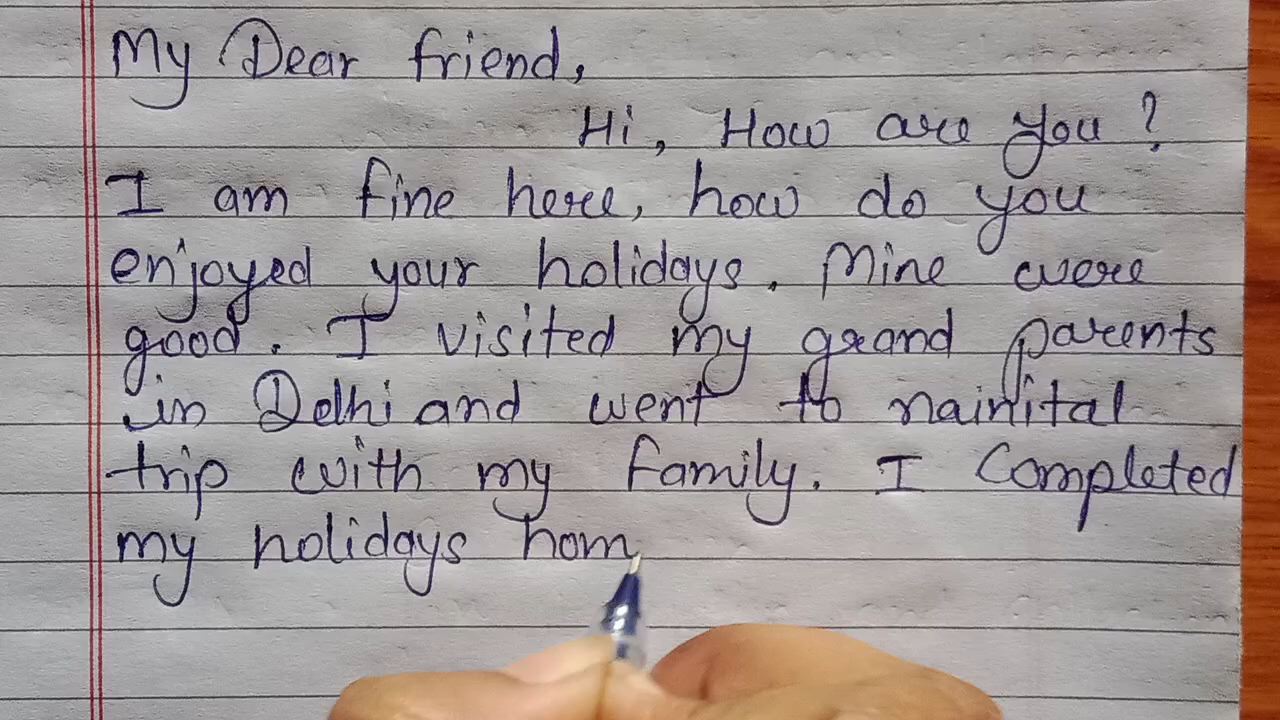 My Dear friend,
Hi, How are you ?
I am fine here, how do you
enjoyed your holidays. Mine were
good. I visited my grand parents
in Delhi and went to nainital
trip with my family. I Completed
my holidays hom